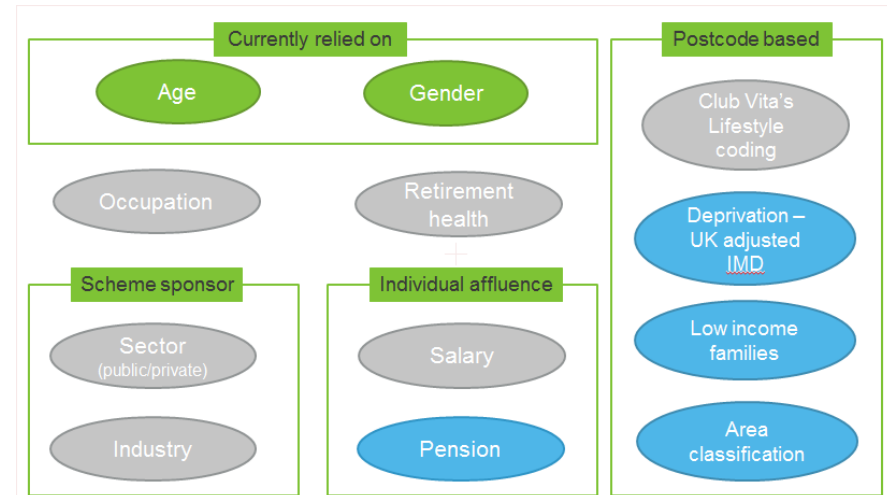 Currently relied on
Age
Gender
Occupation
Retirement
health
Scheme sponsor
Sector
(public/private)
Industry
Individual affluence
Salary
Pension
Postcode based
Club Vita's
Lifestyle
coding
Deprivation –
UK adjusted
IMD
Low income
families
Area
classification